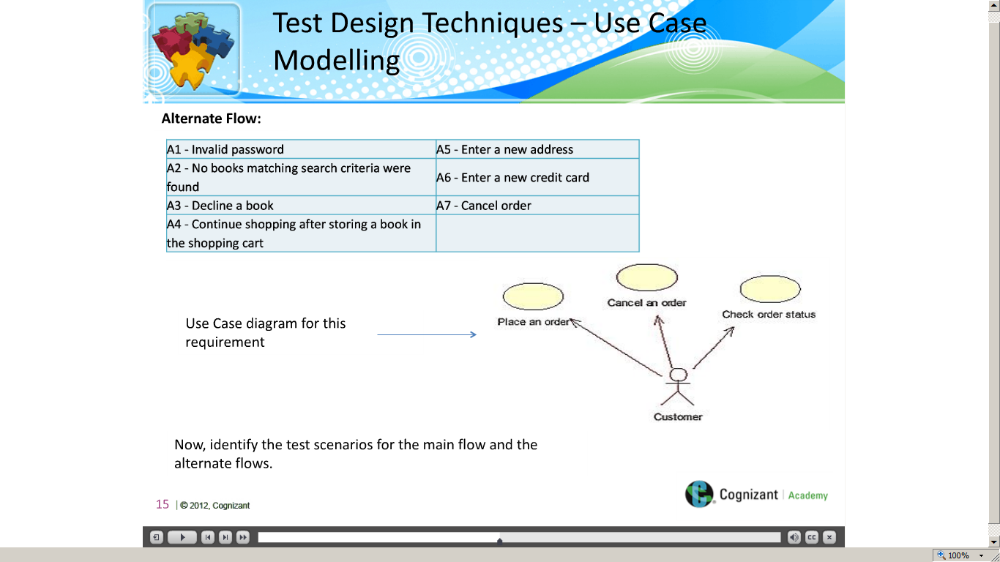 Test Design Techniques – Use Case
Modelling
Alternate Flow:
A1 - Invalid password
A5 - Enter a new address
A2 - No books matching search criteria were
found
A6 - Enter a new credit card
A3 - Decline a book
A7 - Cancel order
A4 - Continue shopping after storing a book in
the shopping cart
Use Case diagram for this
requirement
Place an order
Cancel an order
Check order status
Customer
Now, identify the test scenarios for the main flow and the
alternate flows.
15 | © 2012, Cognizant
Cognizant | Academy
CC
100%